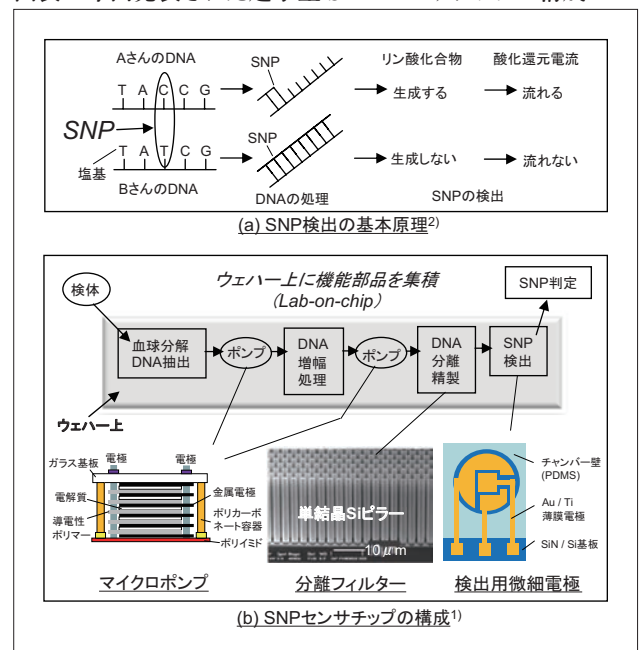 AさんのDNA
T A C C G
SNP
T A T C G
塩基
BさんのDNA
SNP
SNP
DNAの処理
リン酸化合物
酸化還元電流
生成する
流れる
生成しない
流れない
SNPの検出
(a) SNP検出の基本原理2)
検体
ウェハー上に機能部品を集積
(Lab-on-chip)
SNP判定
血球分解
DNA抽出
ポンプ
DNA
増幅
処理
ポンプ
DNA
分離
精製
SNP
検出
ウェハー上
ガラス基板
電極
電極
電解質
導電性
ポリマー
金属電極
ポリカーボ
ネート容器
ポリイミド
マイクロポンプ
単結晶Siピラー
10μm
分離フィルター
チャンバー壁
(PDMS)
Au / Ti
薄膜電極
SiN / Si基板
検出用微細電極
(b) SNPセンサチップの構成1)